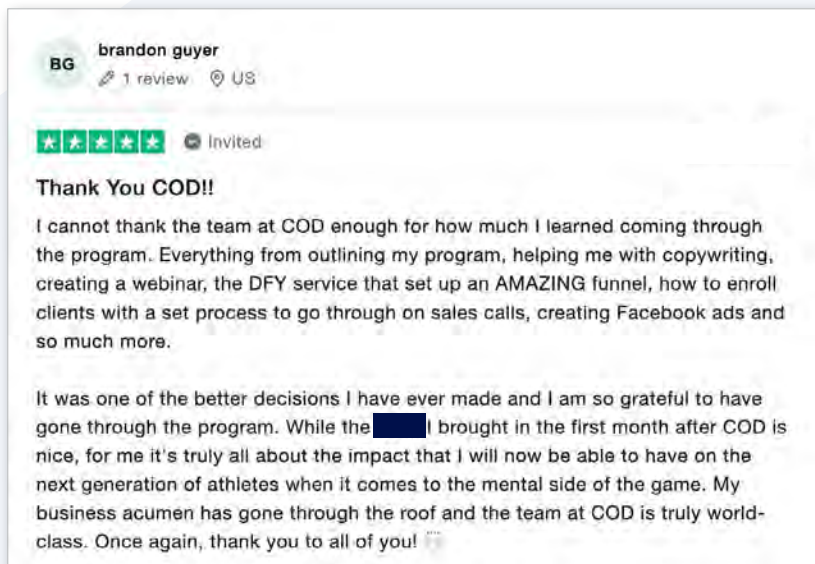 BG
brandon guyer
1 review US
Invited
Thank You COD!!
I cannot thank the team at COD enough for how much I learned coming through
the program. Everything from outlining my program, helping me with copywriting,
creating a webinar, the DFY service that set up an AMAZING funnel, how to enroll
clients with a set process to go through on sales calls, creating Facebook ads and
so much more.
It was one of the better decisions I have ever made and I am so grateful to have
gone through the program. While the I brought in the first month after COD is
nice, for me it's truly all about the impact that I will now be able to have on the
next generation of athletes when it comes to the mental side of the game. My
business acumen has gone through the roof and the team at COD is truly world-
class. Once again, thank you to all of you!